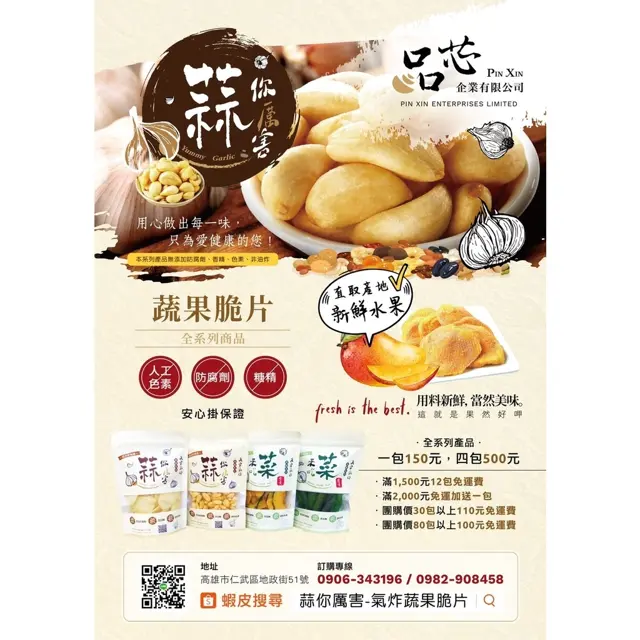 蒜你厲害
Yummy Garlic
品芯
PIN XIN
企業有限公司
PIN XIN ENTERPRISES LIMITED
用心做出每一味，
只為愛健康的您！
本系列產品無添加防腐劑、香精、色素、非油炸
直取產地
新鮮水果
蔬果脆片
全系列商品
人工色素
防腐劑
糖精
安心掛保證
fresh is the best.
用料新鮮，當然美味。
這就是果然好呷
蒜你厲害
蒜你厲害
菜
菜
·全系列產品·
一包150元，四包500元
·滿1,500元12包免運費
·滿2,000元免運加送一包
·團購價30包以上110元免運費
·團購價80包以上100元免運費
地址
高雄市仁武區地政街51號
訂購專線
0906-343196 / 0982-908458
蝦皮搜尋
蒜你厲害-氣炸蔬果脆片